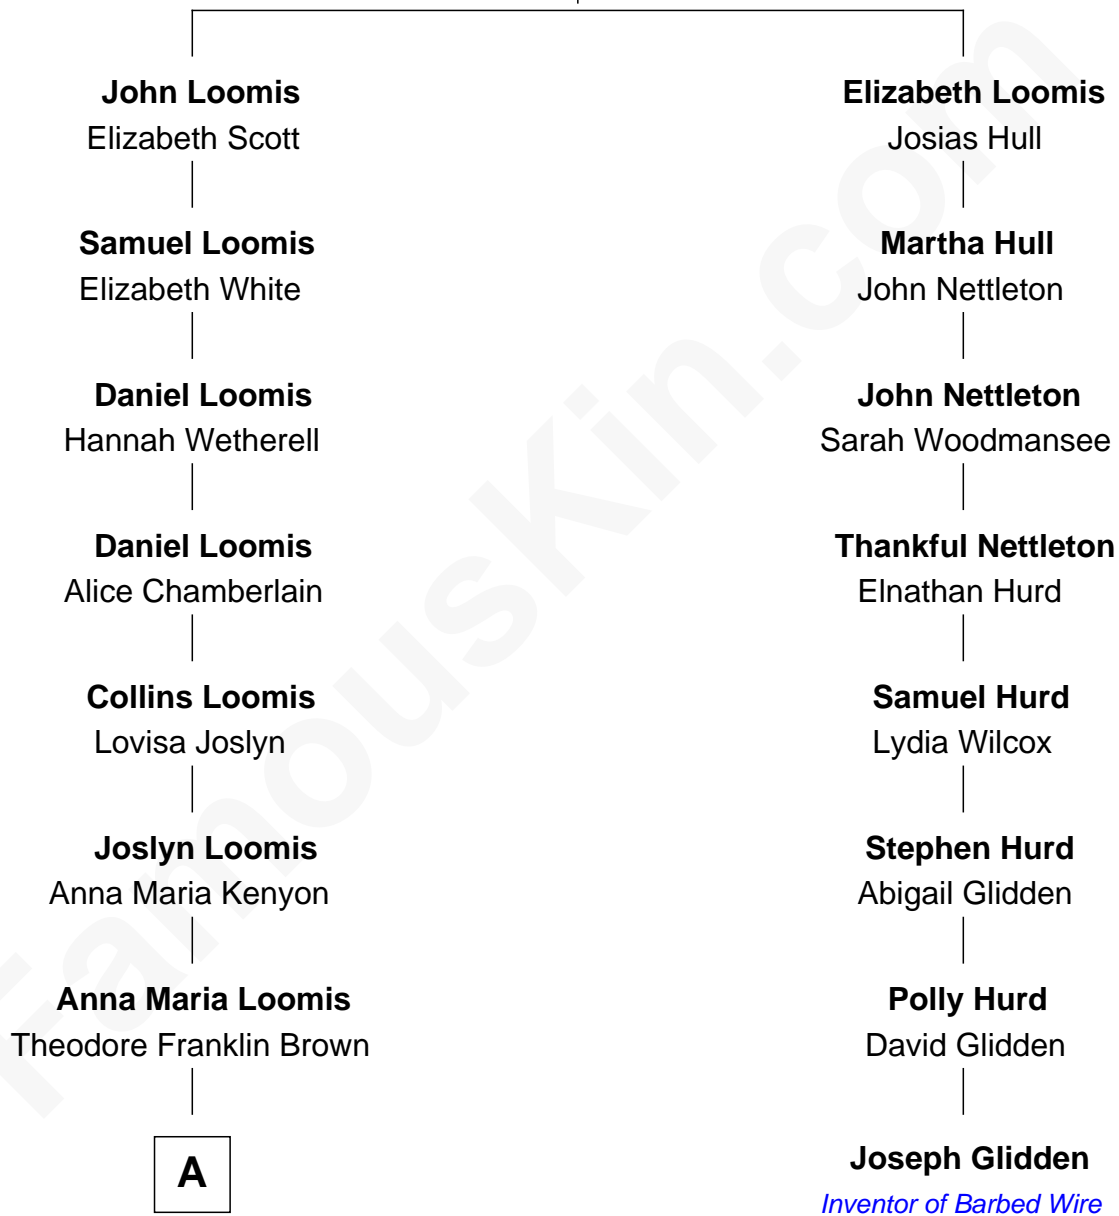 John Loomis
Elizabeth Scott
Samuel Loomis
Elizabeth White
Daniel Loomis
Hannah Wetherell
Daniel Loomis
Alice Chamberlain
Collins Loomis
Lovisa Joslyn
Joslyn Loomis
Anna Maria Kenyon
Anna Maria Loomis
Theodore Franklin Brown
A
Elizabeth Loomis
Josias Hull
Martha Hull
John Nettleton
John Nettleton
Sarah Woodmansee
Thankful Nettleton
Elnathan Hurd
Samuel Hurd
Lydia Wilcox
Stephen Hurd
Abigail Glidden
Polly Hurd
David Glidden
Joseph Glidden
Inventor of Barbed Wire
FamousKin.com